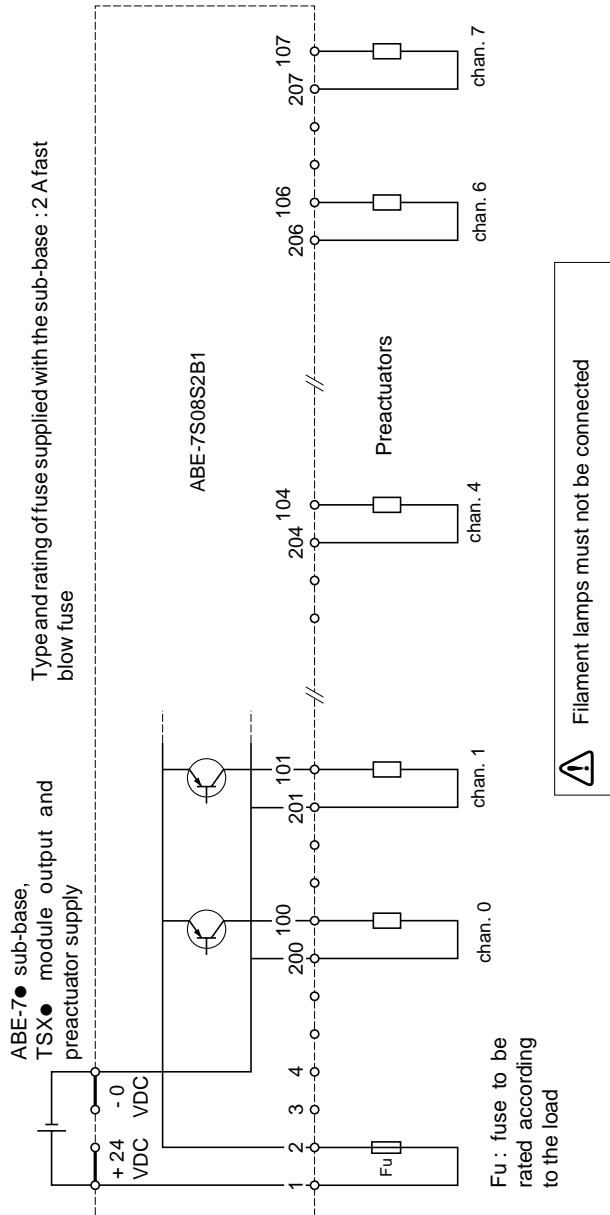 ABE-7● sub-base,
TSX● module output and
preactuator supply
Type and rating of fuse supplied with the sub-base : 2 A fast
blow fuse
+ 24
VDC
- 0
VDC
ABE-7S08S2B1
1
2
3
4
200
100
201
101
204
104
206
106
207
107
Fu
Preactuators
chan. 0
chan. 1
chan. 4
chan. 6
chan. 7
Fu : fuse to be
rated according
to the load
Filament lamps must not be connected